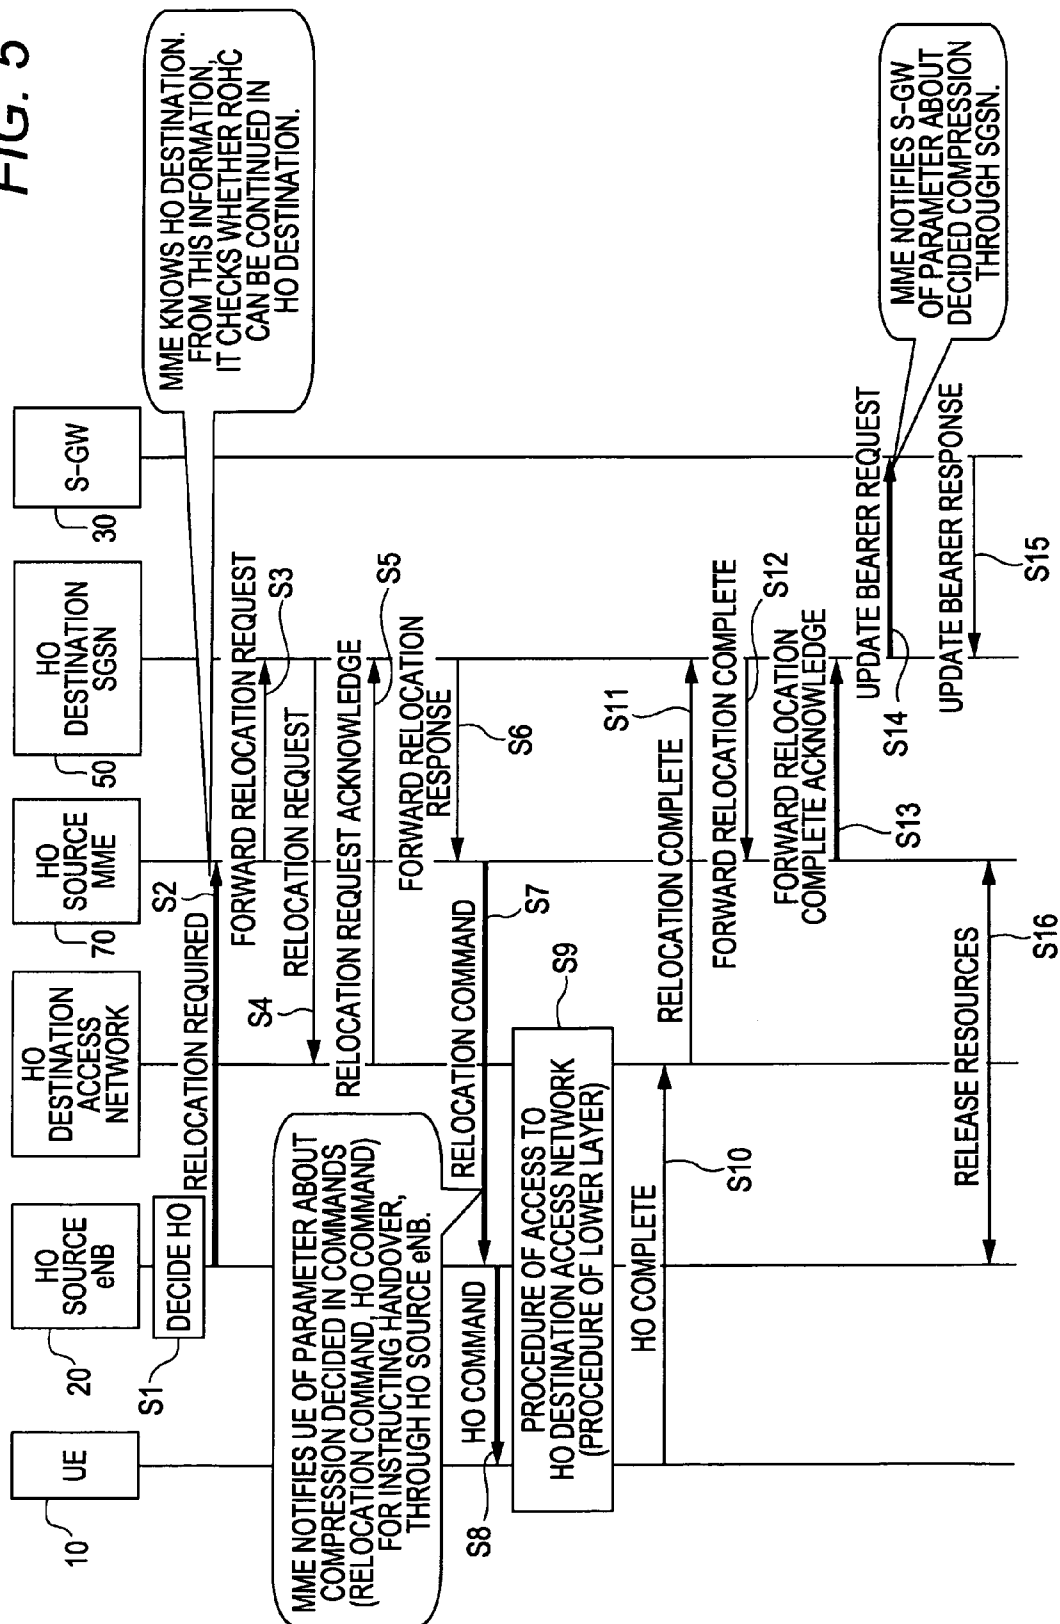 FIG. 5
UE
10
HO
SOURCE
eNB
20
HO
DESTINATION
ACCESS
NETWORK
HO
SOURCE
MME
70
HO
DESTINATION
SGSN
50
S-GW
30
S1
DECIDE HO
RELOCATION REQUIRED
S2
MME KNOWS HO DESTINATION.
FROM THIS INFORMATION,
IT CHECKS WHETHER ROHC
CAN BE CONTINUED IN
HO DESTINATION.
FORWARD RELOCATION REQUEST
S3
RELOCATION REQUEST
S4
RELOCATION REQUEST ACKNOWLEDGE
S5
FORWARD RELOCATION
RESPONSE
S6
MME NOTIFIES UE OF PARAMETER ABOUT
COMPRESSION DECIDED IN COMMANDS
(RELOCATION COMMAND, HO COMMAND)
FOR INSTRUCTING HANDOVER,
THROUGH HO SOURCE eNB.
RELOCATION COMMAND
S7
HO COMMAND
S8
PROCEDURE OF ACCESS TO
HO DESTINATION ACCESS NETWORK
(PROCEDURE OF LOWER LAYER)
S9
HO COMPLETE
S10
RELOCATION COMPLETE
S11
FORWARD RELOCATION COMPLETE
S12
FORWARD RELOCATION
COMPLETE ACKNOWLEDGE
S13
UPDATE BEARER REQUEST
S14
MME NOTIFIES S-GW
OF PARAMETER ABOUT
DECIDED COMPRESSION
THROUGH SGSN.
UPDATE BEARER RESPONSE
S15
RELEASE RESOURCES
S16